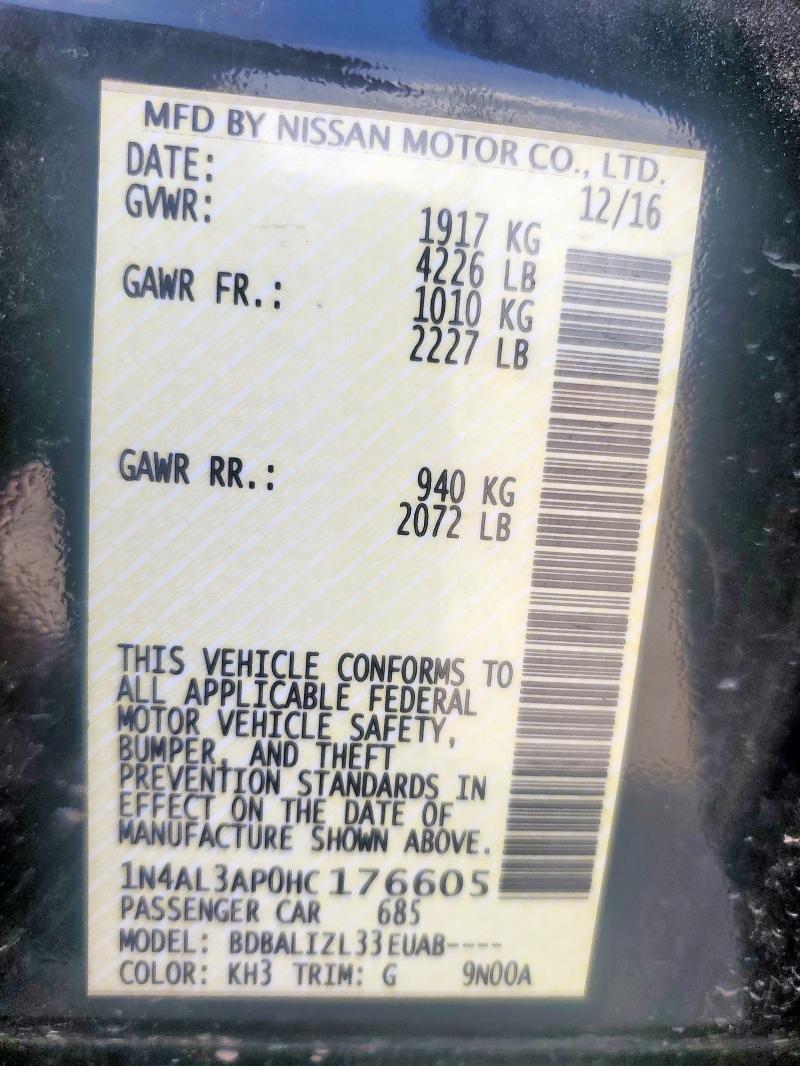 MFD BY NISSAN MOTOR CO., LTD.
DATE: 12/16
GVWR: 1917 KG
4226 LB
GAWR FR.: 1010 KG
2227 LB
GAWR RR.: 940 KG
2072 LB
THIS VEHICLE CONFORMS TO
ALL APPLICABLE FEDERAL
MOTOR VEHICLE SAFETY,
BUMPER, AND THEFT
PREVENTION STANDARDS IN
EFFECT ON THE DATE OF
MANUFACTURE SHOWN ABOVE.
1N4AL3AP0HC 176605
PASSENGER CAR 685
MODEL: BDBALIZL33EUAB----
COLOR: KH3 TRIM: G 9N00A